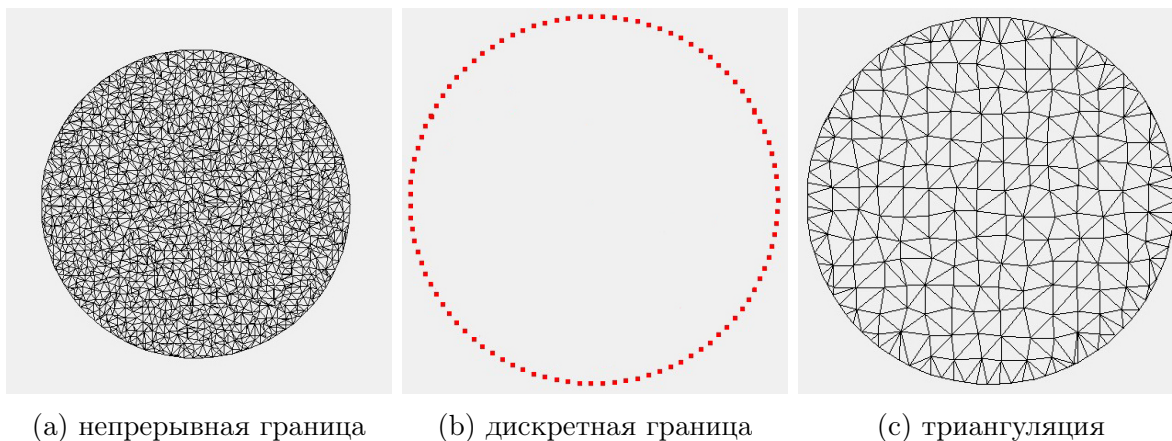 (a) непрерывная граница
(b) дискретная граница
(c) триангуляция